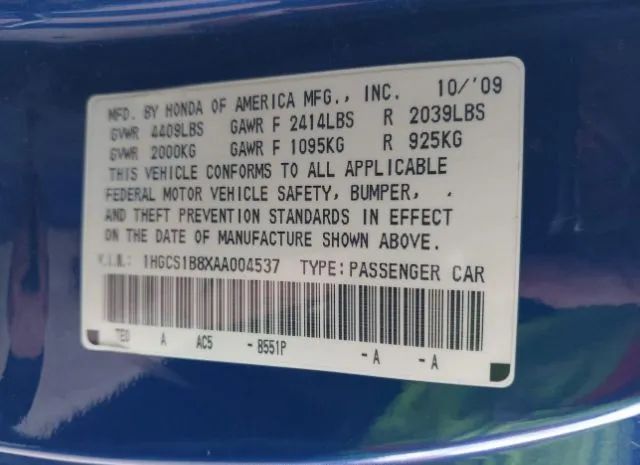 MFD. BY HONDA OF AMERICA MFG., INC. 10/'09
GVWR 4409LBS GAWR F 2414LBS R 2039LBS
GVWR 2000KG GAWR F 1095KG R 925KG
THIS VEHICLE CONFORMS TO ALL APPLICABLE
FEDERAL MOTOR VEHICLE SAFETY, BUMPER,
AND THEFT PREVENTION STANDARDS IN EFFECT
ON THE DATE OF MANUFACTURE SHOWN ABOVE.
V.I.N.: 1HGCS1B8XAA004537 TYPE:PASSENGER CAR
TED A AC5 - B551P - A - A